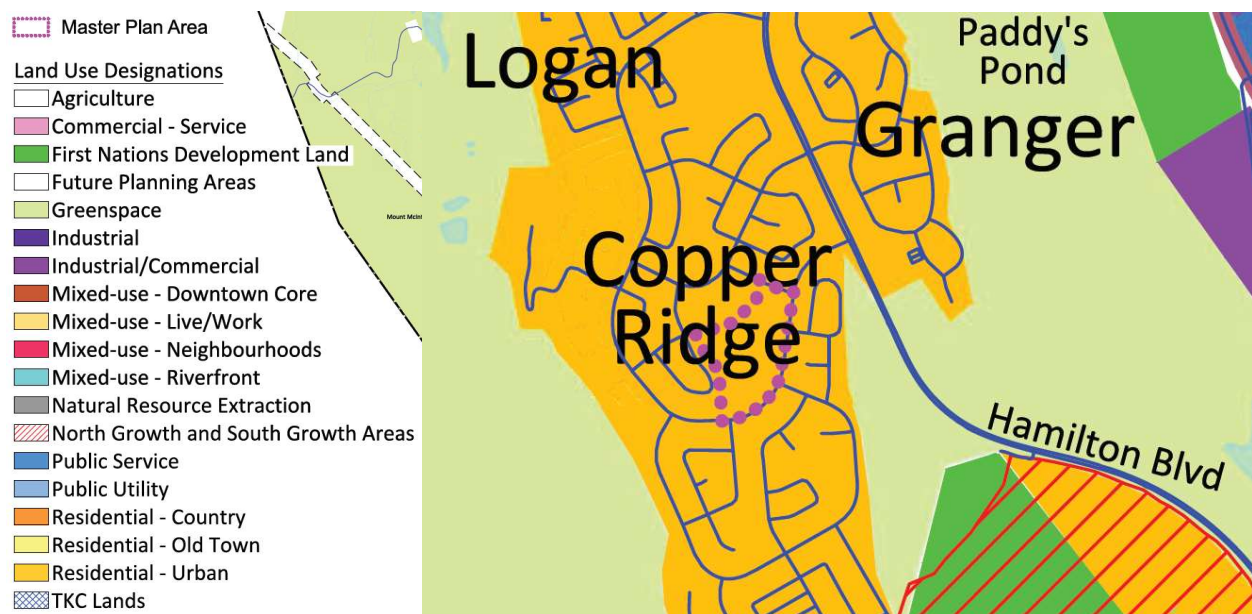 Master Plan Area
Land Use Designations
Agriculture
Commercial - Service
First Nations Development Land
Future Planning Areas
Greenspace
Industrial
Industrial/Commercial
Mixed-use - Downtown Core
Mixed-use - Live/Work
Mixed-use - Neighbourhoods
Mixed-use - Riverfront
Natural Resource Extraction
North Growth and South Growth Areas
Public Service
Public Utility
Residential - Country
Residential - Old Town
Residential - Urban
TKC Lands
Logan
Paddy's
Pond
Granger
Copper
Ridge
Hamilton Blvd
Mount